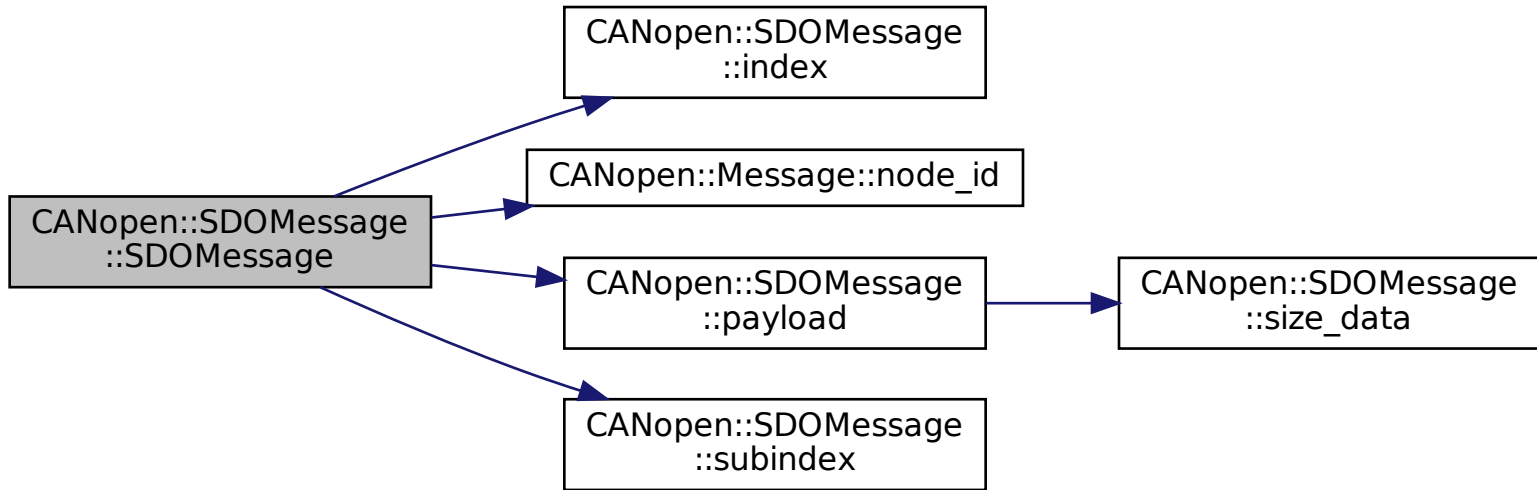 CANopen::SDOMessage
::SDOMessage
CANopen::SDOMessage
::index
CANopen::Message::node_id
CANopen::SDOMessage
::payload
CANopen::SDOMessage
::size_data
CANopen::SDOMessage
::subindex